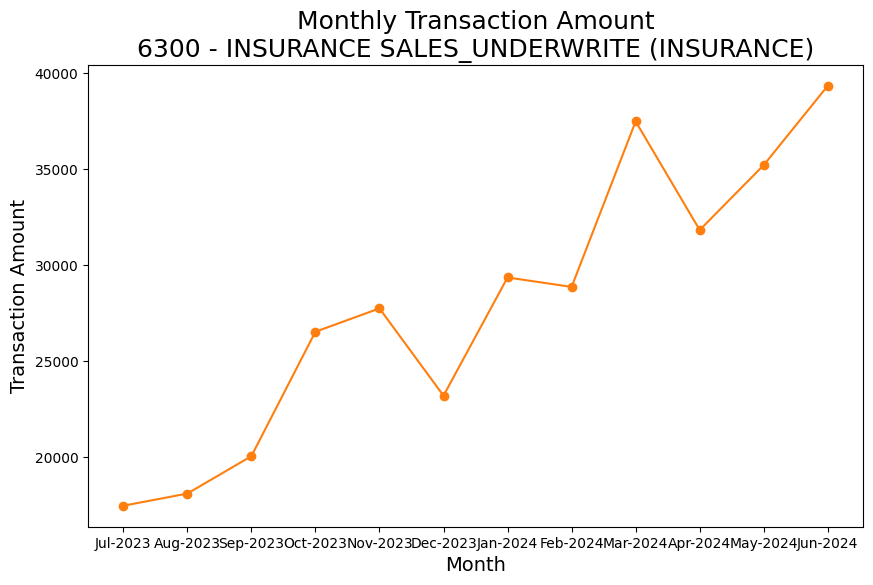 Monthly Transaction Amount
6300 - INSURANCE SALES_UNDERWRITE (INSURANCE)
40000
35000
30000
25000
20000
Transaction Amount
Jul-2023 Aug-2023 Sep-2023 Oct-2023 Nov-2023 Dec-2023 Jan-2024 Feb-2024 Mar-2024 Apr-2024 May-2024 Jun-2024
Month